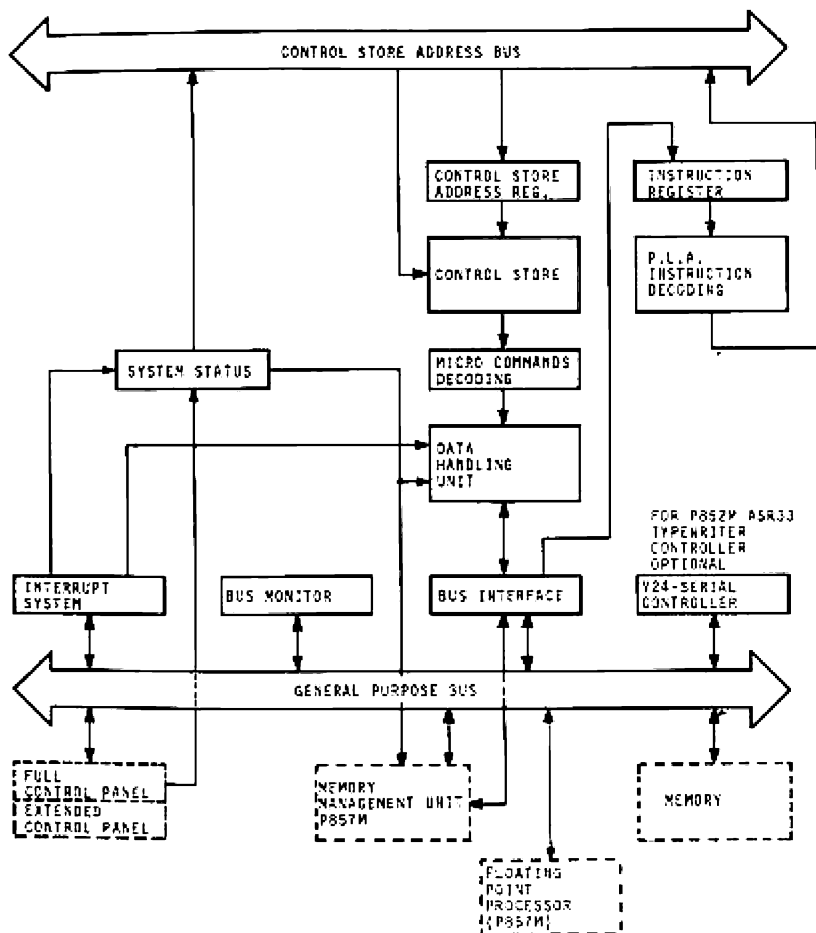 CONTROL STORE ADDRESS BUS
CONTROL STORE
ADDRESS REG.
INSTRUCTION
REGISTER
CONTROL STORE
P.L.A.
INSTRUCTION
DECODING
SYSTEM STATUS
MICRO COMMANDS
DECODING
DATA
HANDLING
UNIT
FOR P852M ASR33
TYPEWRITER
CONTROLLER
OPTIONAL
INTERRUPT
SYSTEM
BUS MONITOR
BUS INTERFACE
V24-SERIAL
CONTROLLER
GENERAL PURPOSE BUS
FULL
CONTROL PANEL
EXTENDED
CONTROL PANEL
MEMORY
MANAGEMENT UNIT
P857M
MEMORY
FLOATING
POINT
PROCESSOR
(P857M)